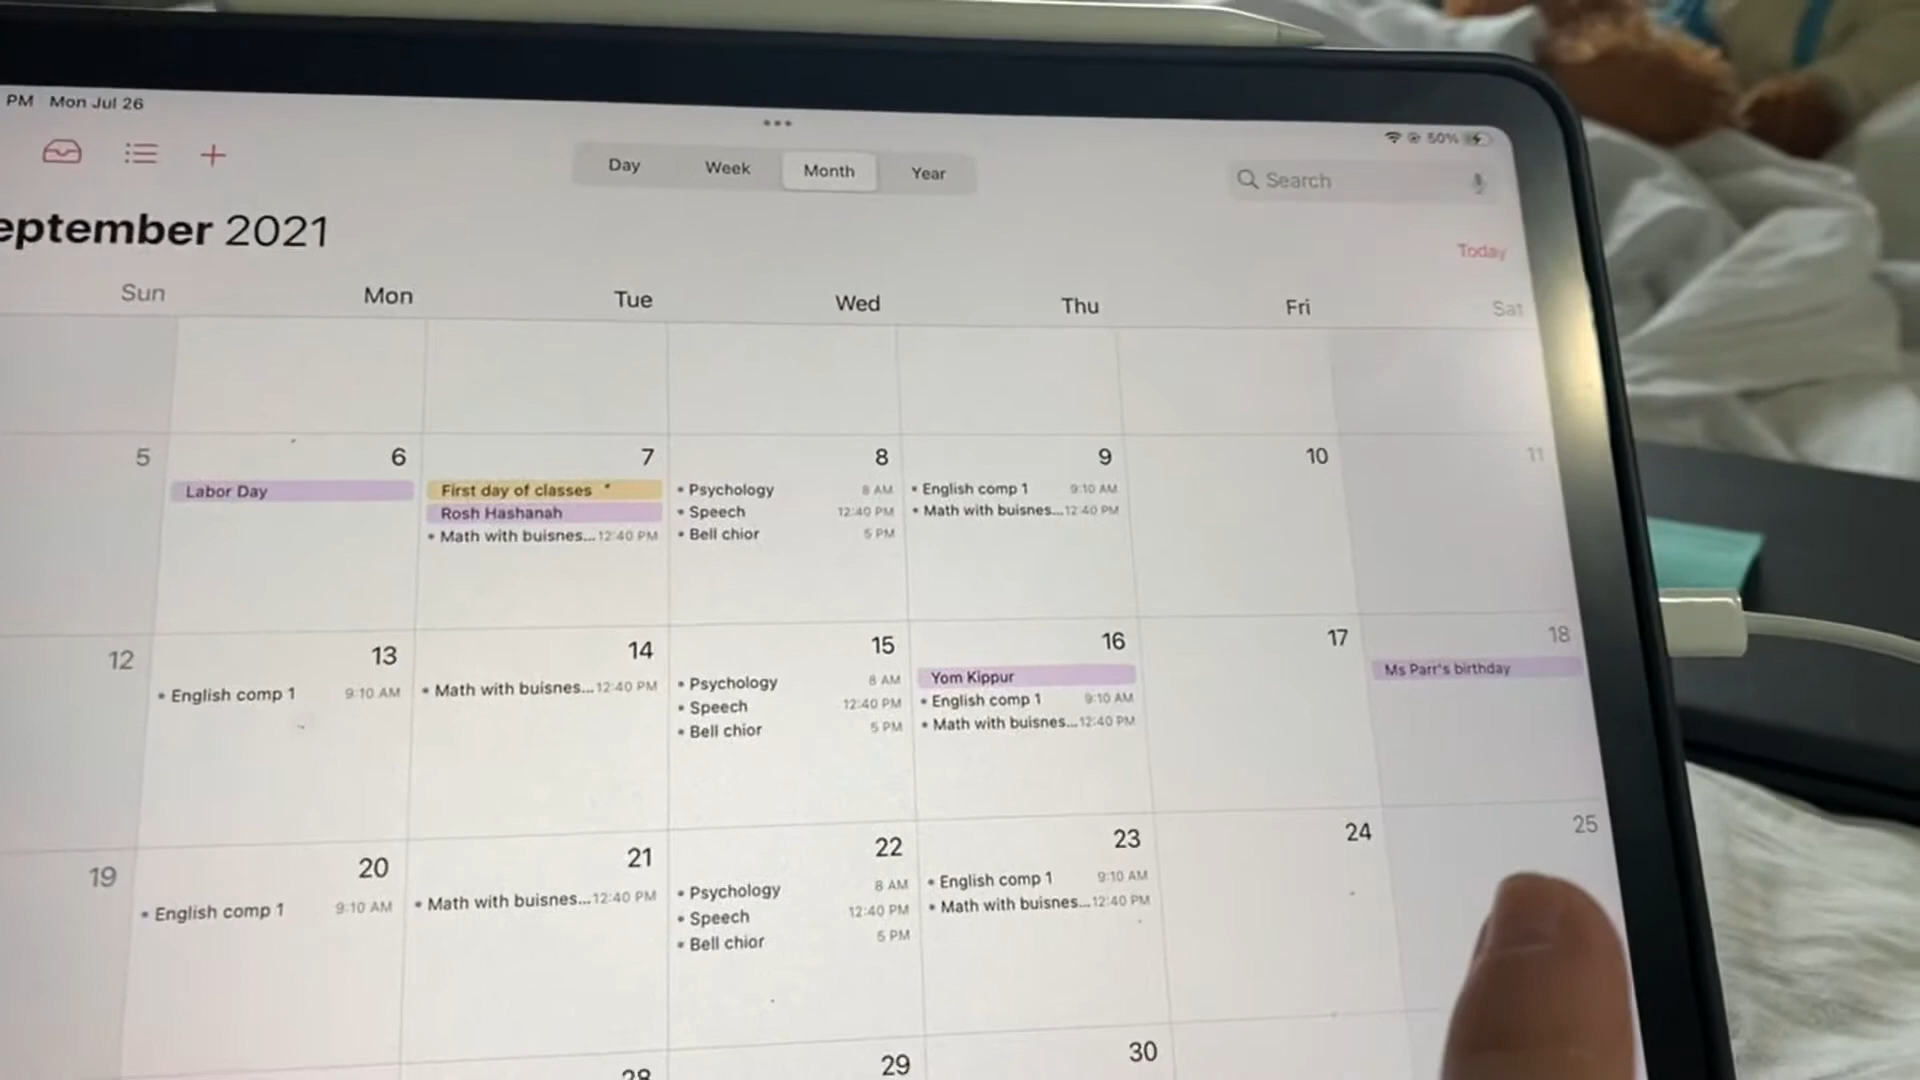 PM Mon Jul 26
50%
Day Week Month Year
Search
eptember 2021
Today
Sun Mon Tue Wed Thu Fri Sat
5 6 7 8 9 10 11
Labor Day
First day of classes
Rosh Hashanah
Math with buisnes... 12:40 PM
Psychology 8 AM
Speech 12:40 PM
Bell chior 5 PM
English comp 1 9:10 AM
Math with buisnes... 12:40 PM
12 13 14 15 16 17 18
English comp 1 9:10 AM
Math with buisnes... 12:40 PM
Psychology 8 AM
Speech 12:40 PM
Bell chior 5 PM
Yom Kippur
English comp 1 9:10 AM
Math with buisnes... 12:40 PM
Ms Parr's birthday
19 20 21 22 23 24 25
English comp 1 9:10 AM
Math with buisnes... 12:40 PM
Psychology 8 AM
Speech 12:40 PM
Bell chior 5 PM
English comp 1 9:10 AM
Math with buisnes... 12:40 PM
28 29 30